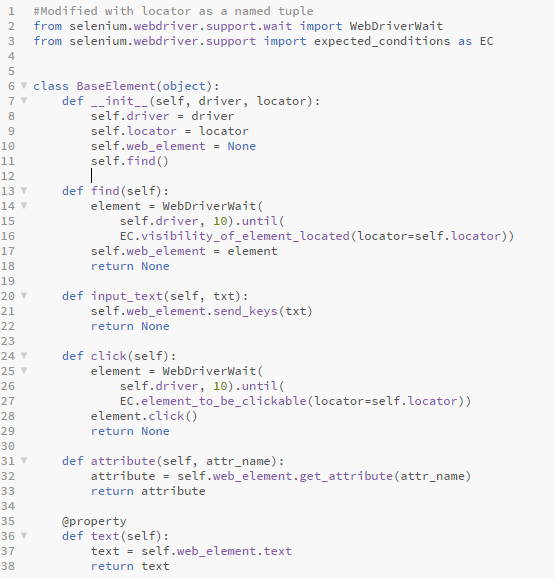 1 #Modified with locator as a named tuple
2 from selenium.webdriver.support.wait import WebDriverWait
3 from selenium.webdriver.support import expected_conditions as EC
4
5
6 class BaseElement(object):
7     def __init__(self, driver, locator):
8         self.driver = driver
9         self.locator = locator
10         self.web_element = None
11         self.find()
12
13     def find(self):
14         element = WebDriverWait(
15             self.driver, 10).until(
16             EC.visibility_of_element_located(locator=self.locator))
17         self.web_element = element
18         return None
19
20     def input_text(self, txt):
21         self.web_element.send_keys(txt)
22         return None
23
24     def click(self):
25         element = WebDriverWait(
26             self.driver, 10).until(
27             EC.element_to_be_clickable(locator=self.locator))
28         element.click()
29         return None
30
31     def attribute(self, attr_name):
32         attribute = self.web_element.get_attribute(attr_name)
33         return attribute
34
35     @property
36     def text(self):
37         text = self.web_element.text
38         return text